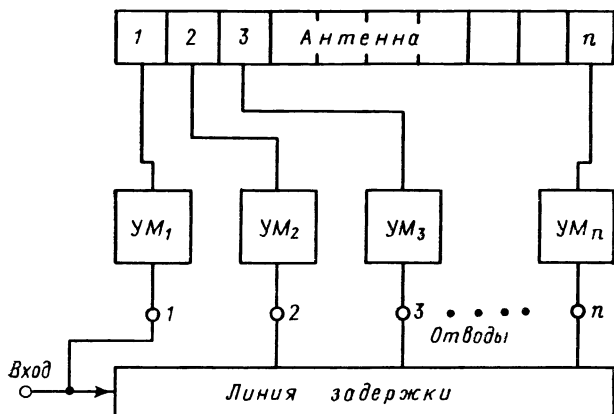 1 2 3 Антенна n
УМ1 УМ2 УМ3 УМn
1 2 3 n
Отводы
Вход
Линия задержки